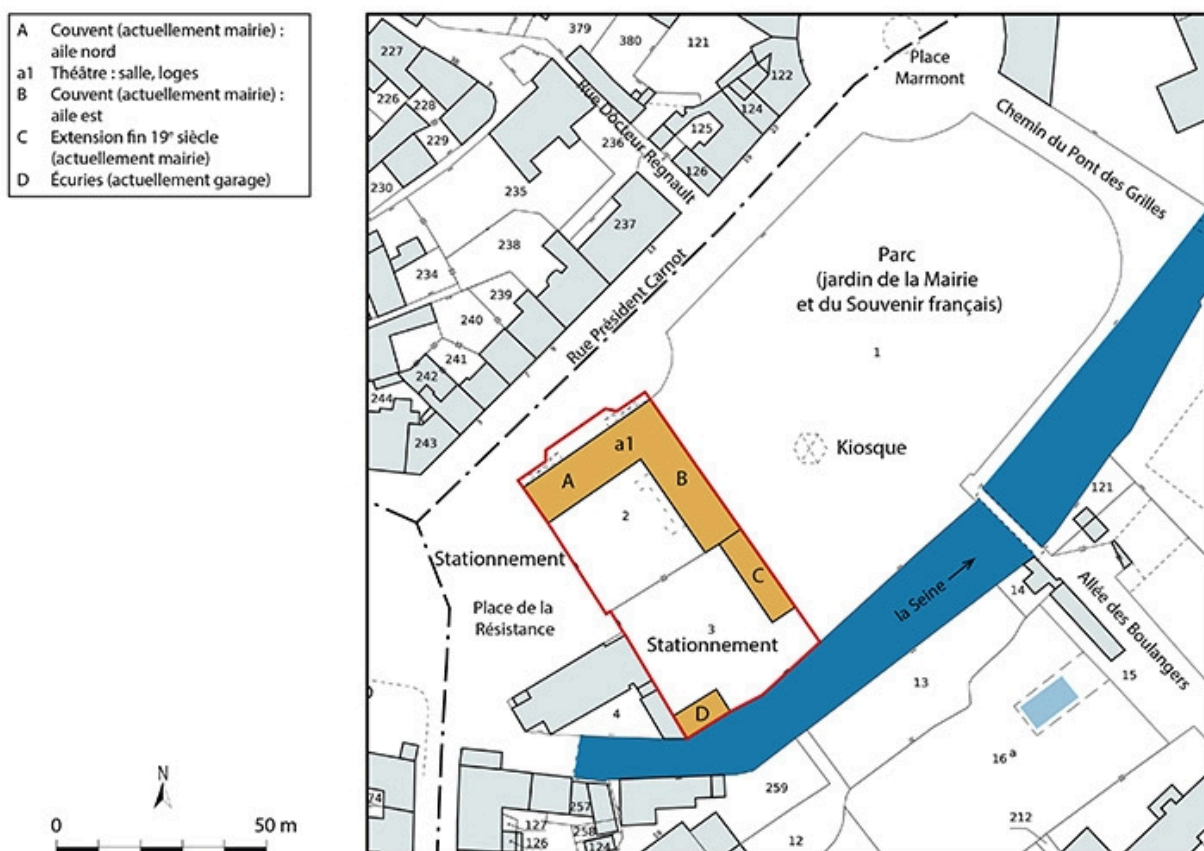 A Couvent (actuellement mairie) :
aile nord
a1 Théâtre : salle, loges
B Couvent (actuellement mairie) :
aile est
C Extension fin 19e siècle
(actuellement mairie)
D Écuries (actuellement garage)
379
380
121
227
122
Place
Marmont
226
228
229
124
125
126
Rue Docteur Regnault
236
Chemin du Pont des Grilles
230
235
237
238
234
239
240
241
242
244
243
Rue Président Carnot
Parc
(jardin de la Mairie
et du Souvenir français)
1
a1
A
B
Kiosque
2
121
Stationnement
C
la Seine
14
Allée des Boulangers
Place de la
Résistance
3
Stationnement
13
15
4
D
16 a
N
0
50 m
257
259
127
258
126
124
12
212